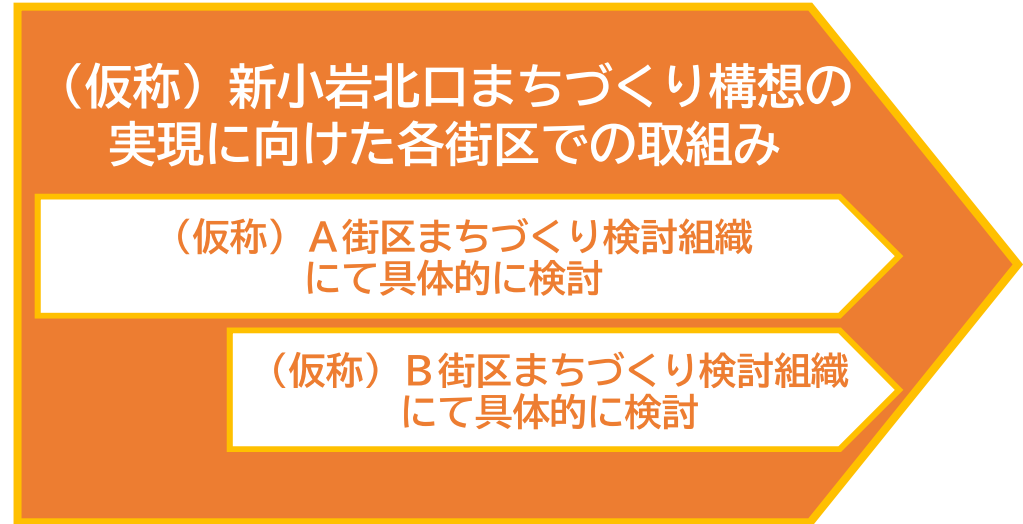 （仮称）新小岩北口まちづくり構想の
実現に向けた各街区での取組み
（仮称）Ａ街区まちづくり検討組織
にて具体的に検討
（仮称）Ｂ街区まちづくり検討組織
にて具体的に検討